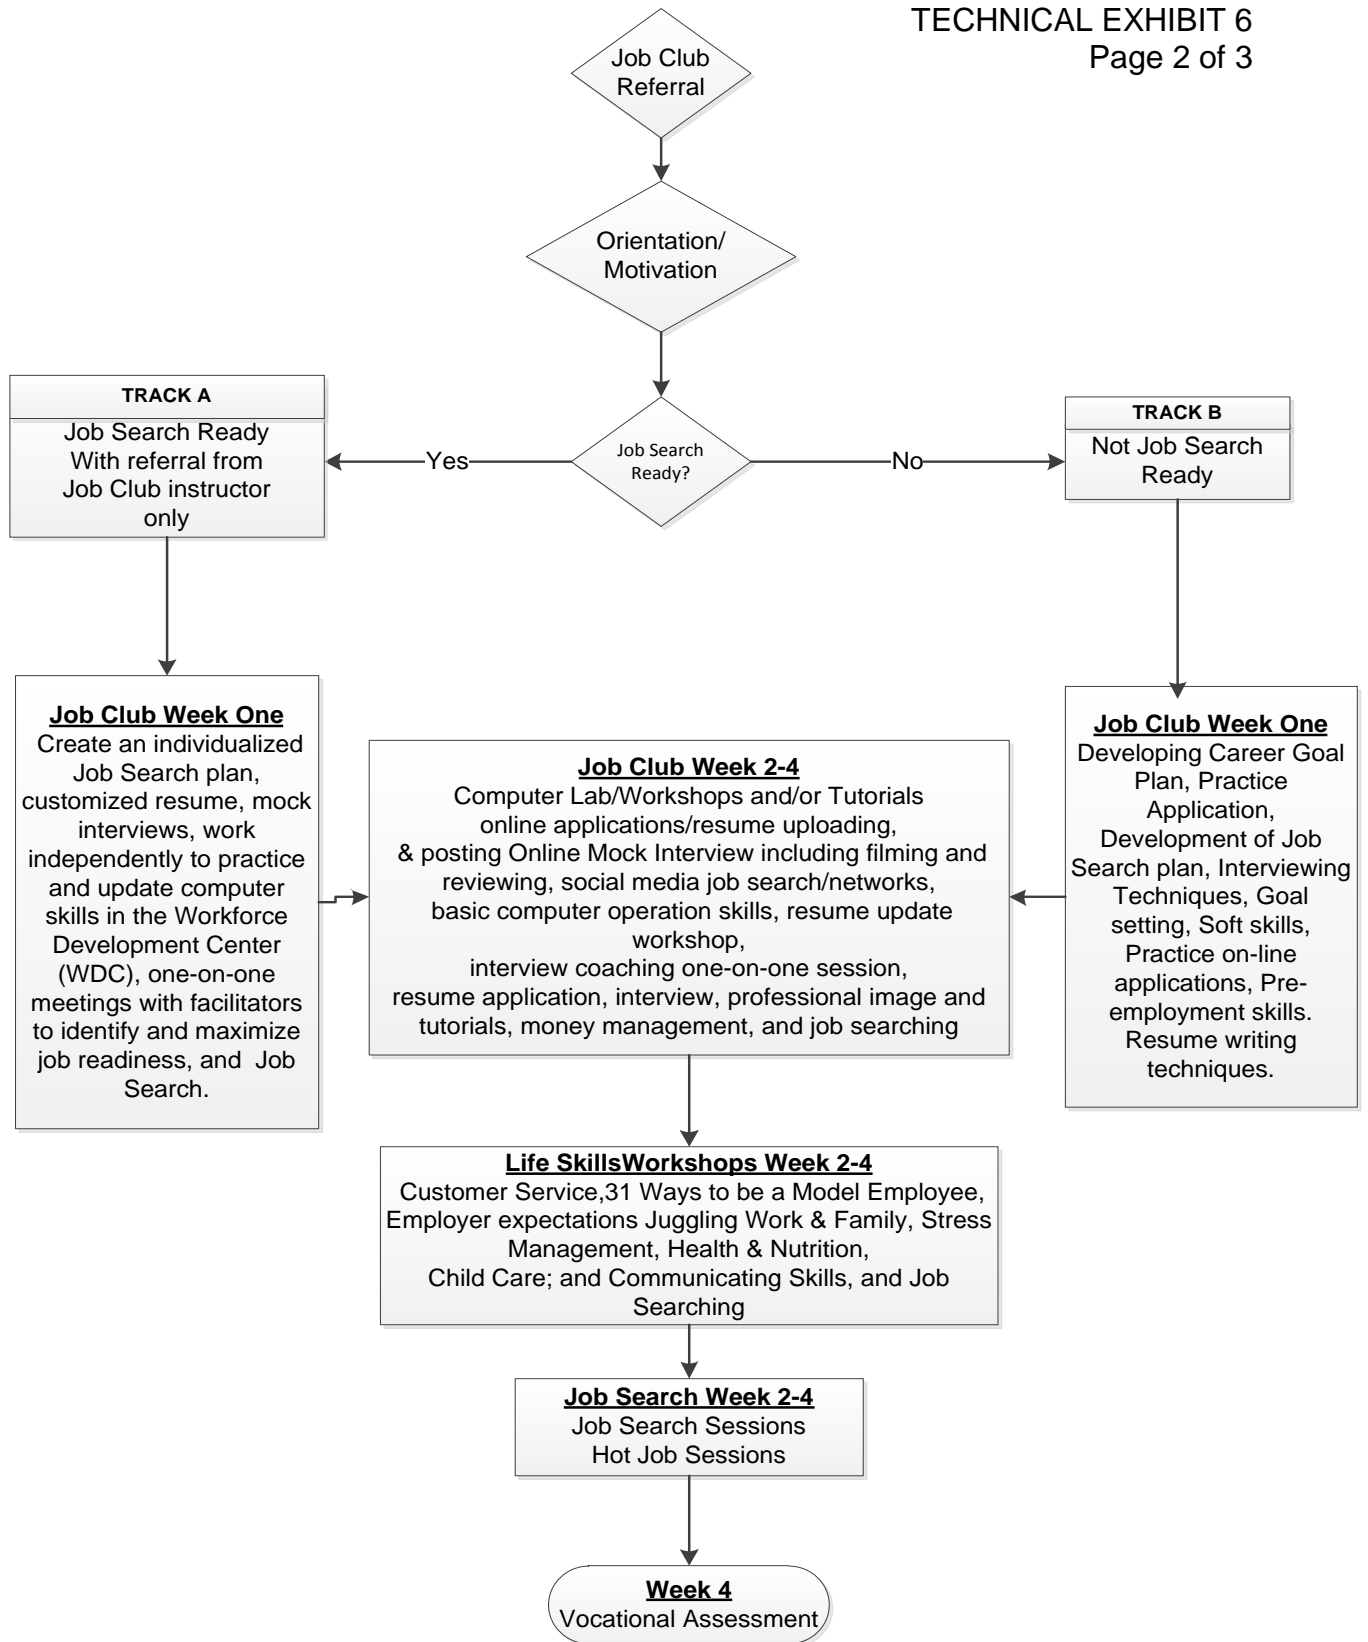 TECHNICAL EXHIBIT 6
Page 2 of 3
Job Club
Referral
Orientation/
Motivation
Job Search
Ready?
Yes
No
TRACK A
Job Search Ready
With referral from
Job Club instructor
only
TRACK B
Not Job Search
Ready
Job Club Week One
Create an individualized
Job Search plan,
customized resume, mock
interviews, work
independently to practice
and update computer
skills in the Workforce
Development Center
(WDC), one-on-one
meetings with facilitators
to identify and maximize
job readiness, and  Job
Search.
Job Club Week 2-4
Computer Lab/Workshops and/or Tutorials
online applications/resume uploading,
& posting Online Mock Interview including filming and
reviewing, social media job search/networks,
basic computer operation skills, resume update
workshop,
interview coaching one-on-one session,
resume application, interview, professional image and
tutorials, money management, and job searching
Job Club Week One
Developing Career Goal
Plan, Practice
Application,
Development of Job
Search plan, Interviewing
Techniques, Goal
setting, Soft skills,
Practice on-line
applications, Pre-
employment skills.
Resume writing
techniques.
Life SkillsWorkshops Week 2-4
Customer Service,31 Ways to be a Model Employee,
Employer expectations Juggling Work & Family, Stress
Management, Health & Nutrition,
Child Care; and Communicating Skills, and Job
Searching
Job Search Week 2-4
Job Search Sessions
Hot Job Sessions
Week 4
Vocational Assessment